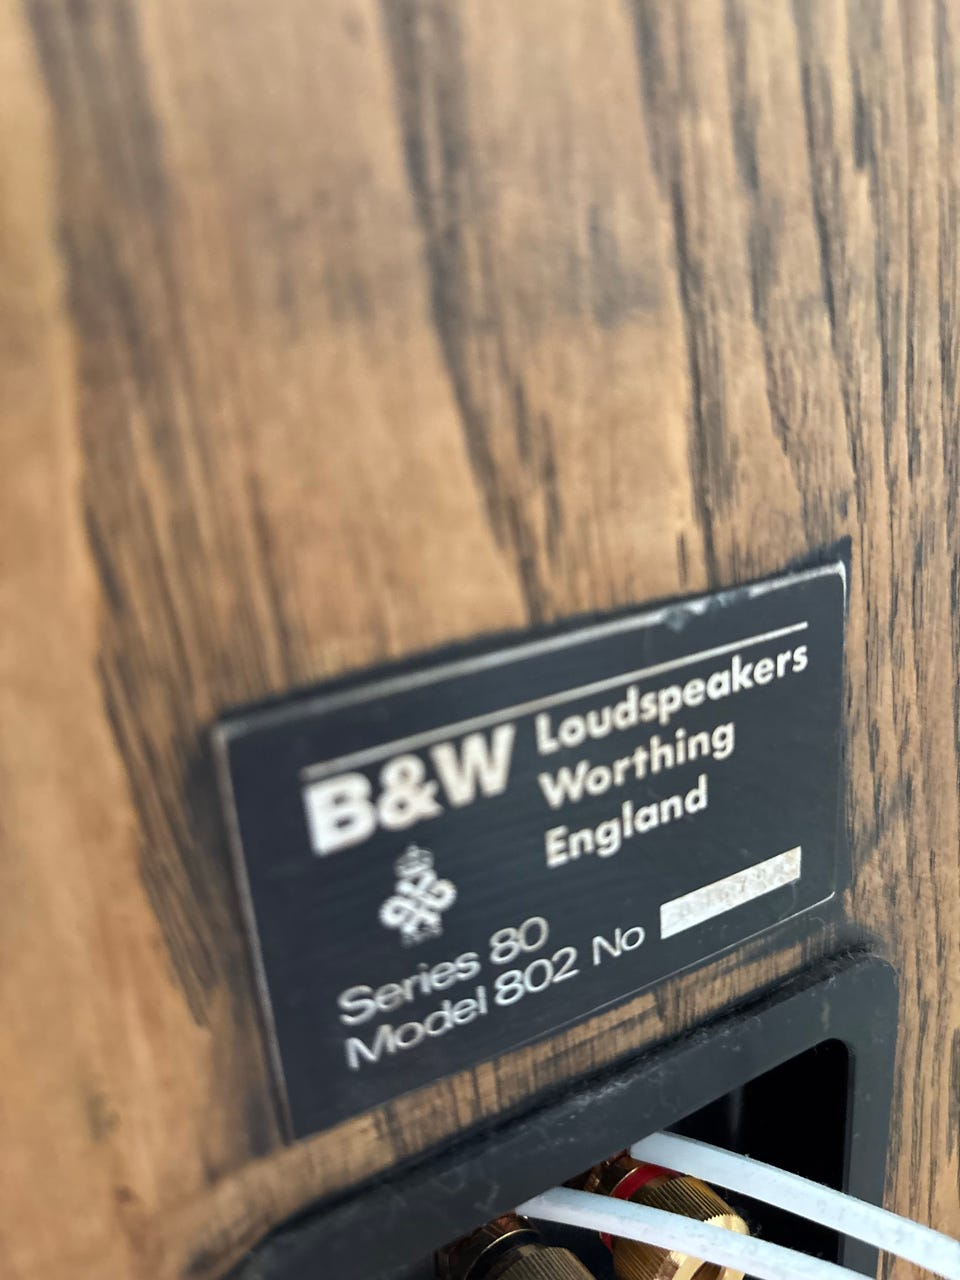 B&W Loudspeakers
Worthing
England
Series 80
Model 802 No